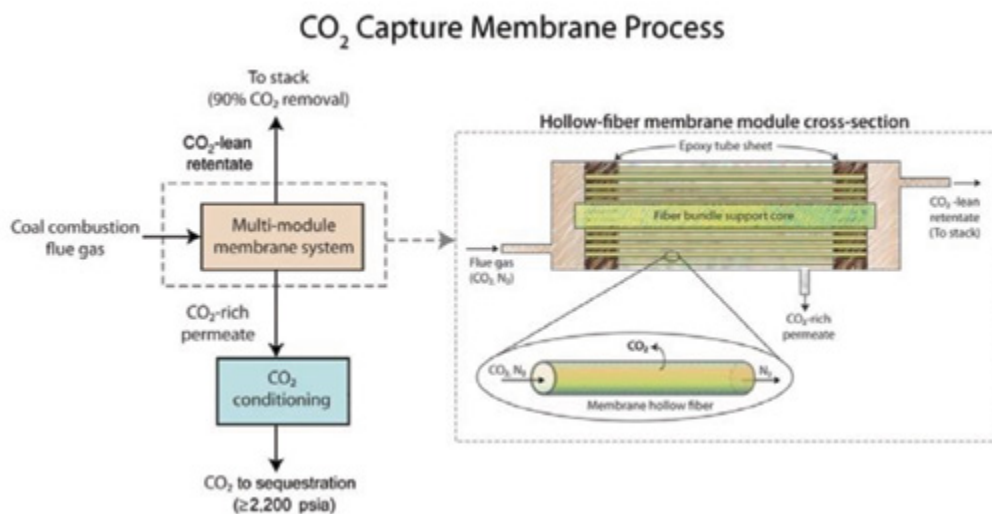 CO₂ Capture Membrane Process
To stack
(90% CO₂ removal)
CO₂-lean
retentate
Coal combustion
flue gas
Multi-module
membrane system
CO₂-rich
permeate
CO₂
conditioning
CO₂ to sequestration
(≥2,200 psia)
Hollow-fiber membrane module cross-section
Epoxy tube sheet
Fiber bundle support core
Flue gas
(CO₂, N₂)
CO₂-lean
retentate
(To stack)
CO₂-rich
permeate
CO₂
CO₂, N₂
N₂
Membrane hollow fiber